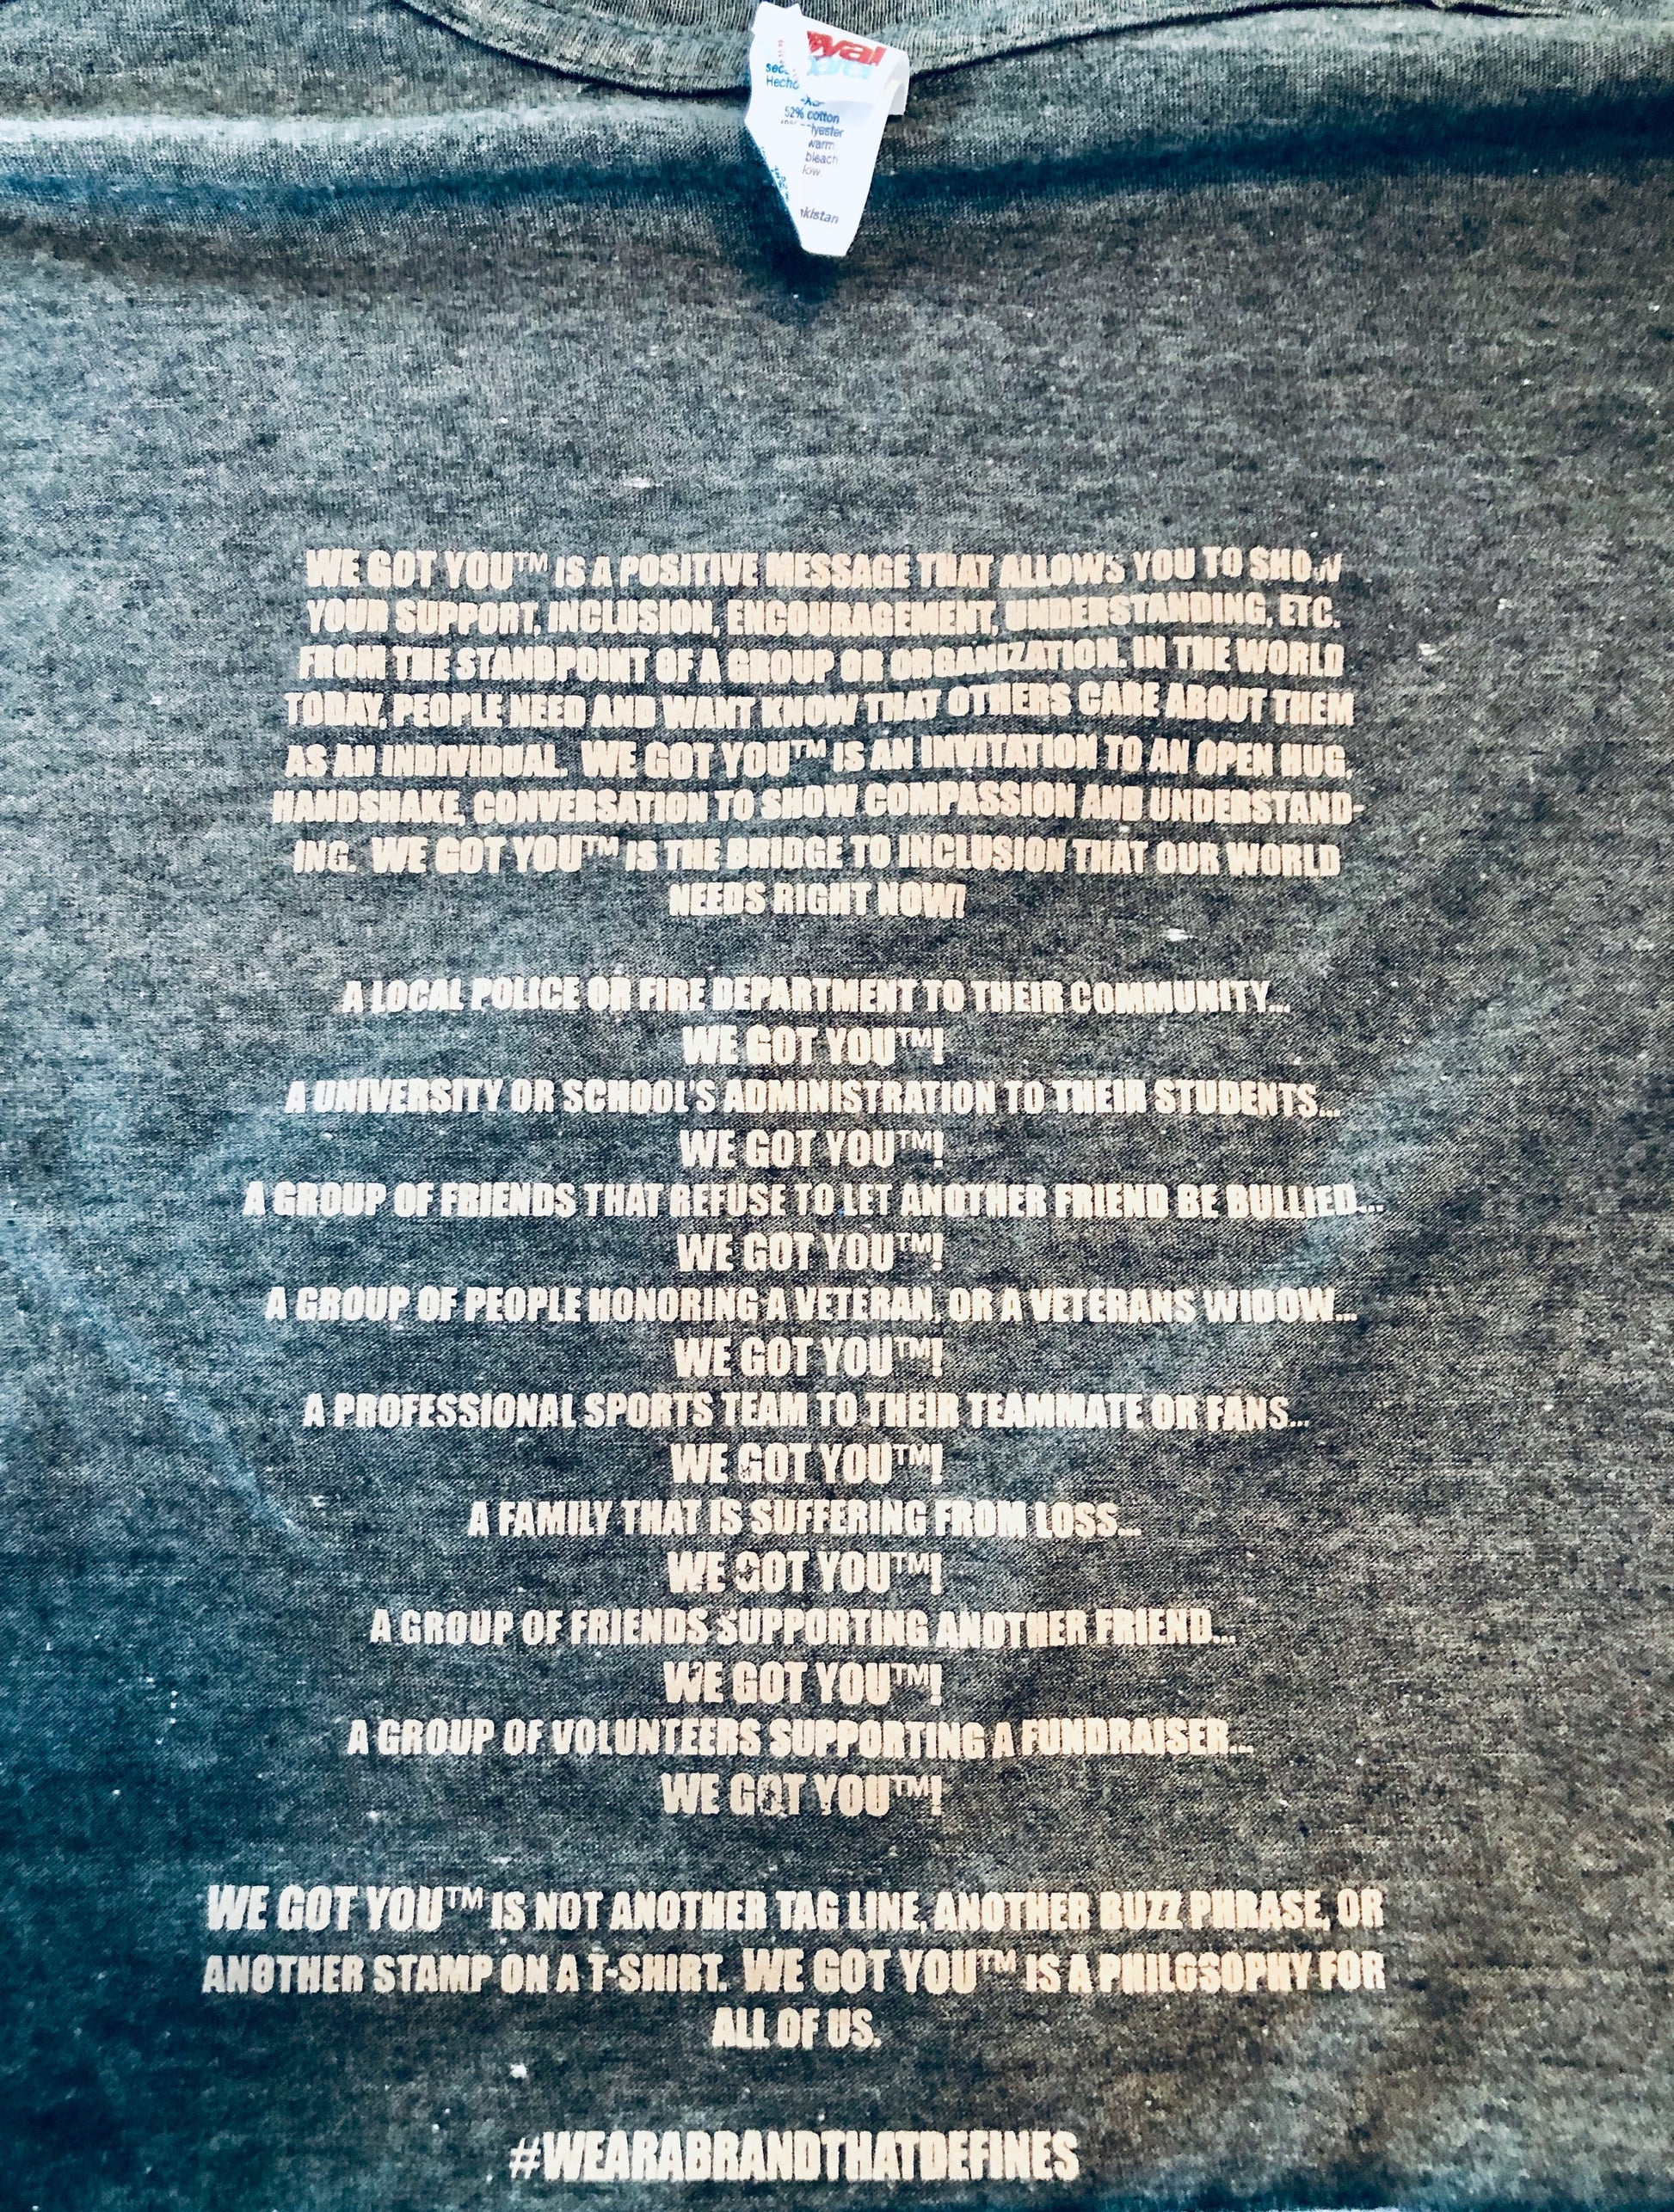 52% cotton
warm
bleach
low
WE GOT YOU™ IS A POSITIVE MESSAGE THAT ALLOWS YOU TO SHOW
YOUR SUPPORT, INCLUSION, ENCOURAGEMENT, UNDERSTANDING, ETC.
FROM THE STANDPOINT OF A GROUP OR ORGANIZATION. IN THE WORLD
TODAY, PEOPLE NEED AND WANT KNOW THAT OTHERS CARE ABOUT THEM
AS AN INDIVIDUAL. WE GOT YOU™ IS AN INVITATION TO AN OPEN HUG,
HANDSHAKE, CONVERSATION TO SHOW COMPASSION AND UNDERSTAND-
ING. WE GOT YOU™ IS THE BRIDGE TO INCLUSION THAT OUR WORLD
NEEDS RIGHT NOW!
A LOCAL POLICE OR FIRE DEPARTMENT TO THEIR COMMUNITY...
WE GOT YOU™!
A UNIVERSITY OR SCHOOL'S ADMINISTRATION TO THEIR STUDENTS...
WE GOT YOU™!
A GROUP OF FRIENDS THAT REFUSE TO LET ANOTHER FRIEND BE BULLIED...
WE GOT YOU™!
A GROUP OF PEOPLE HONORING A VETERAN, OR A VETERANS WIDOW...
WE GOT YOU™!
A PROFESSIONAL SPORTS TEAM TO THEIR TEAMMATE OR FANS...
WE GOT YOU™!
A FAMILY THAT IS SUFFERING FROM LOSS...
WE GOT YOU™!
A GROUP OF FRIENDS SUPPORTING ANOTHER FRIEND...
WE GOT YOU™!
A GROUP OF VOLUNTEERS SUPPORTING A FUNDRAISER...
WE GOT YOU™!
WE GOT YOU™ IS NOT ANOTHER TAG LINE, ANOTHER BUZZ PHRASE, OR
ANOTHER STAMP ON A T-SHIRT. WE GOT YOU™ IS A PHILOSOPHY FOR
ALL OF US.
#WEARABRANDTHATDEFINES